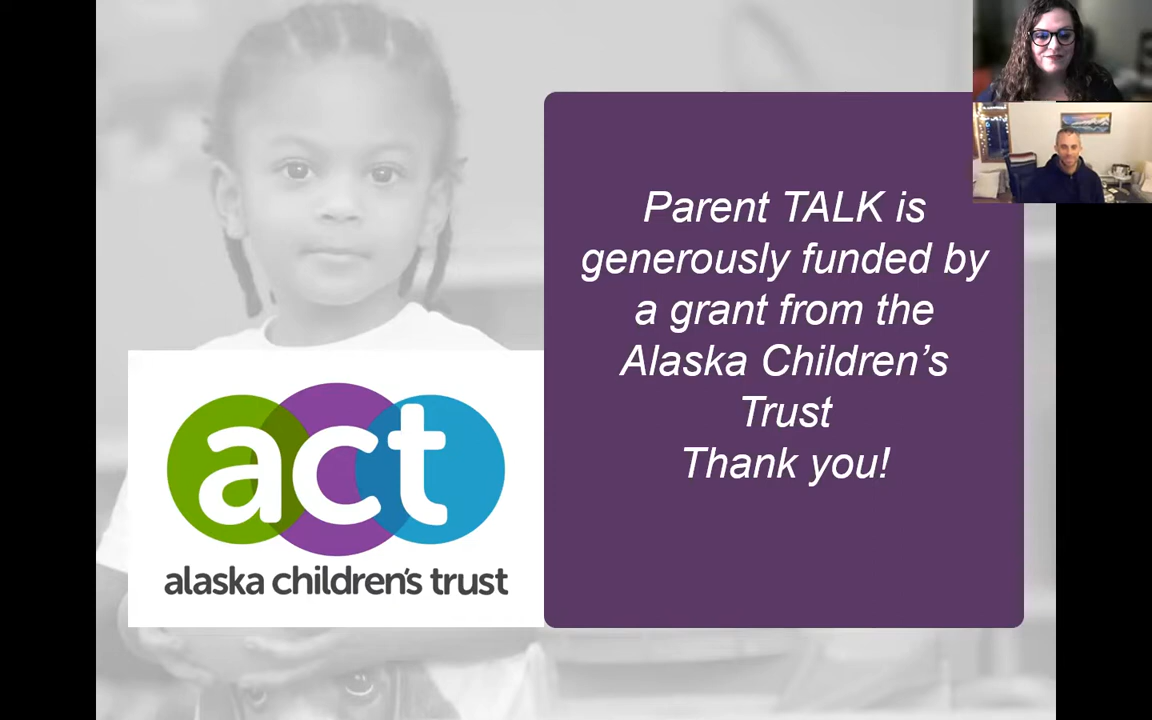 Parent TALK is
generously funded by
a grant from the
Alaska Children’s
Trust
Thank you!
act
alaska children's trust